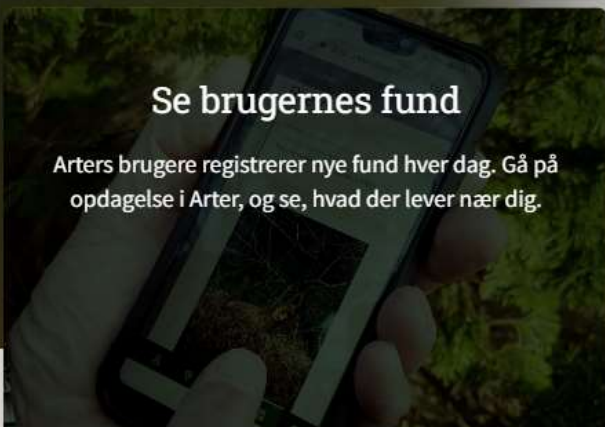 Se brugernes fund
Arters brugere registrerer nye fund hver dag. Gå på
opdagelse i Arter, og se, hvad der lever nær dig.